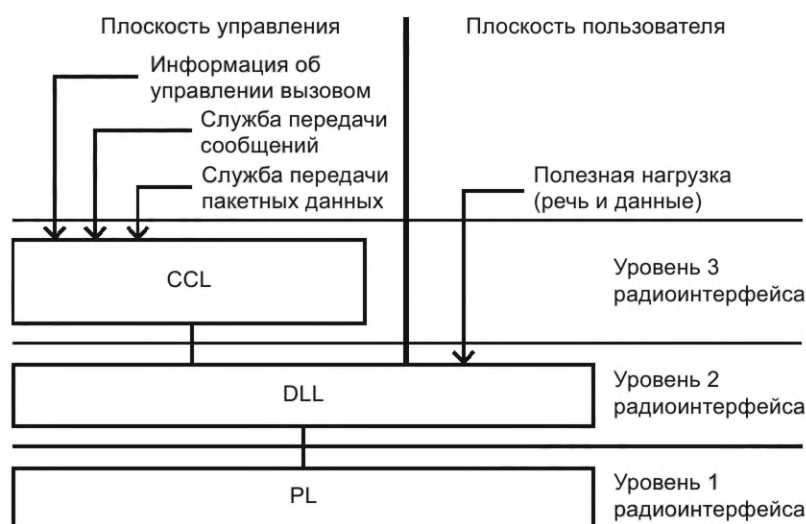 Плоскость управления
Плоскость пользователя
Информация об
управлении вызовом
Служба передачи
сообщений
Служба передачи
пакетных данных
Полезная нагрузка
(речь и данные)
CCL
Уровень 3
радиоинтерфейса
DLL
Уровень 2
радиоинтерфейса
PL
Уровень 1
радиоинтерфейса